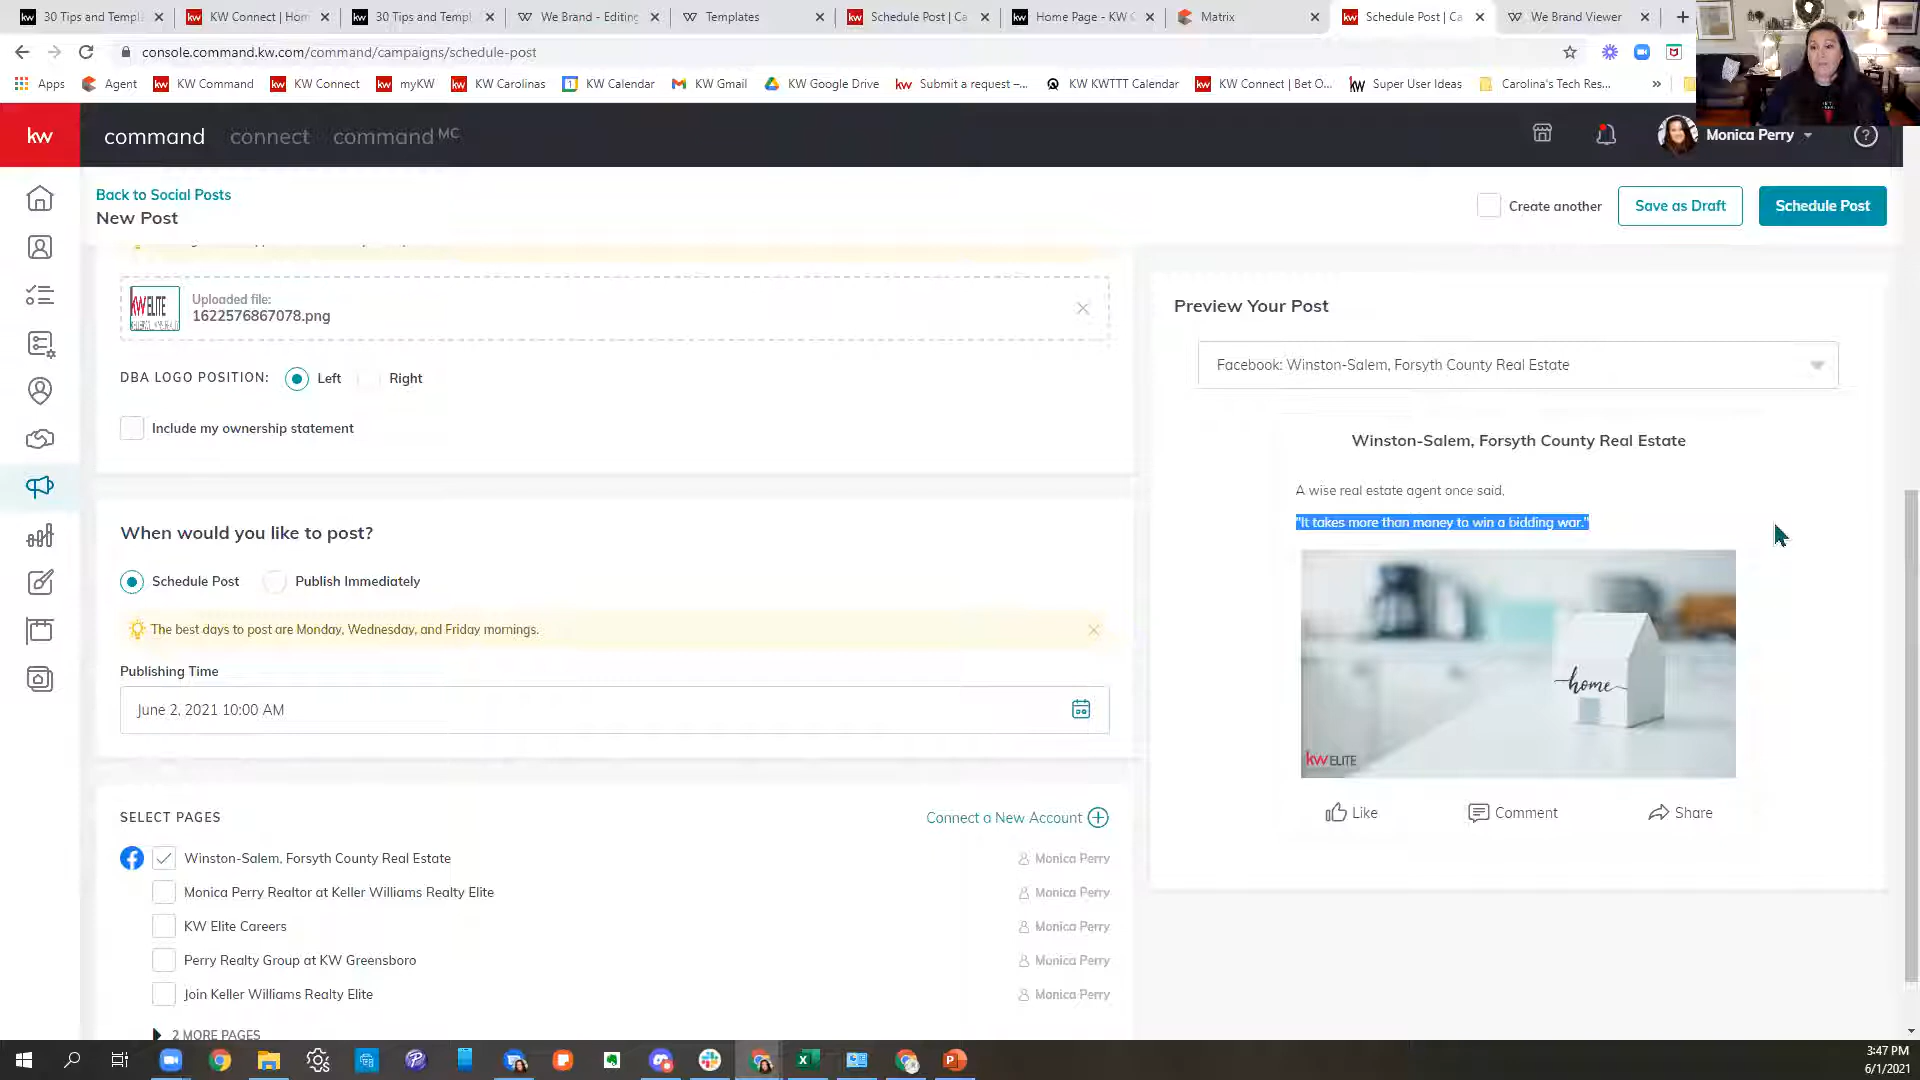 30 Tips and Templ
KW Connect | Hom
30 Tips and Templ
We Brand - Editing
Templates
Schedule Post | Ca
Home Page - KW C
Matrix
Schedule Post | Ca
We Brand Viewer
console.command.kw.com/command/campaigns/schedule-post
Apps
Agent
KW Command
KW Connect
myKW
KW Carolinas
KW Calendar
KW Gmail
KW Google Drive
Submit a request –...
KW KWTTT Calendar
KW Connect | Bet O...
Super User Ideas
Carolina's Tech Res...
»
kw
command
connect
command MC
Monica Perry
Back to Social Posts
New Post
Create another
Save as Draft
Schedule Post
Uploaded file:
1622576867078.png
DBA LOGO POSITION:
Left
Right
Include my ownership statement
When would you like to post?
Schedule Post
Publish Immediately
The best days to post are Monday, Wednesday, and Friday mornings.
Publishing Time
June 2, 2021 10:00 AM
SELECT PAGES
Connect a New Account
Winston-Salem, Forsyth County Real Estate
Monica Perry
Monica Perry Realtor at Keller Williams Realty Elite
Monica Perry
KW Elite Careers
Monica Perry
Perry Realty Group at KW Greensboro
Monica Perry
Join Keller Williams Realty Elite
Monica Perry
2 MORE PAGES
Preview Your Post
Facebook: Winston-Salem, Forsyth County Real Estate
Winston-Salem, Forsyth County Real Estate
A wise real estate agent once said,
"It takes more than money to win a bidding war."
home
kw ELITE
Like
Comment
Share
3:47 PM
6/1/2021